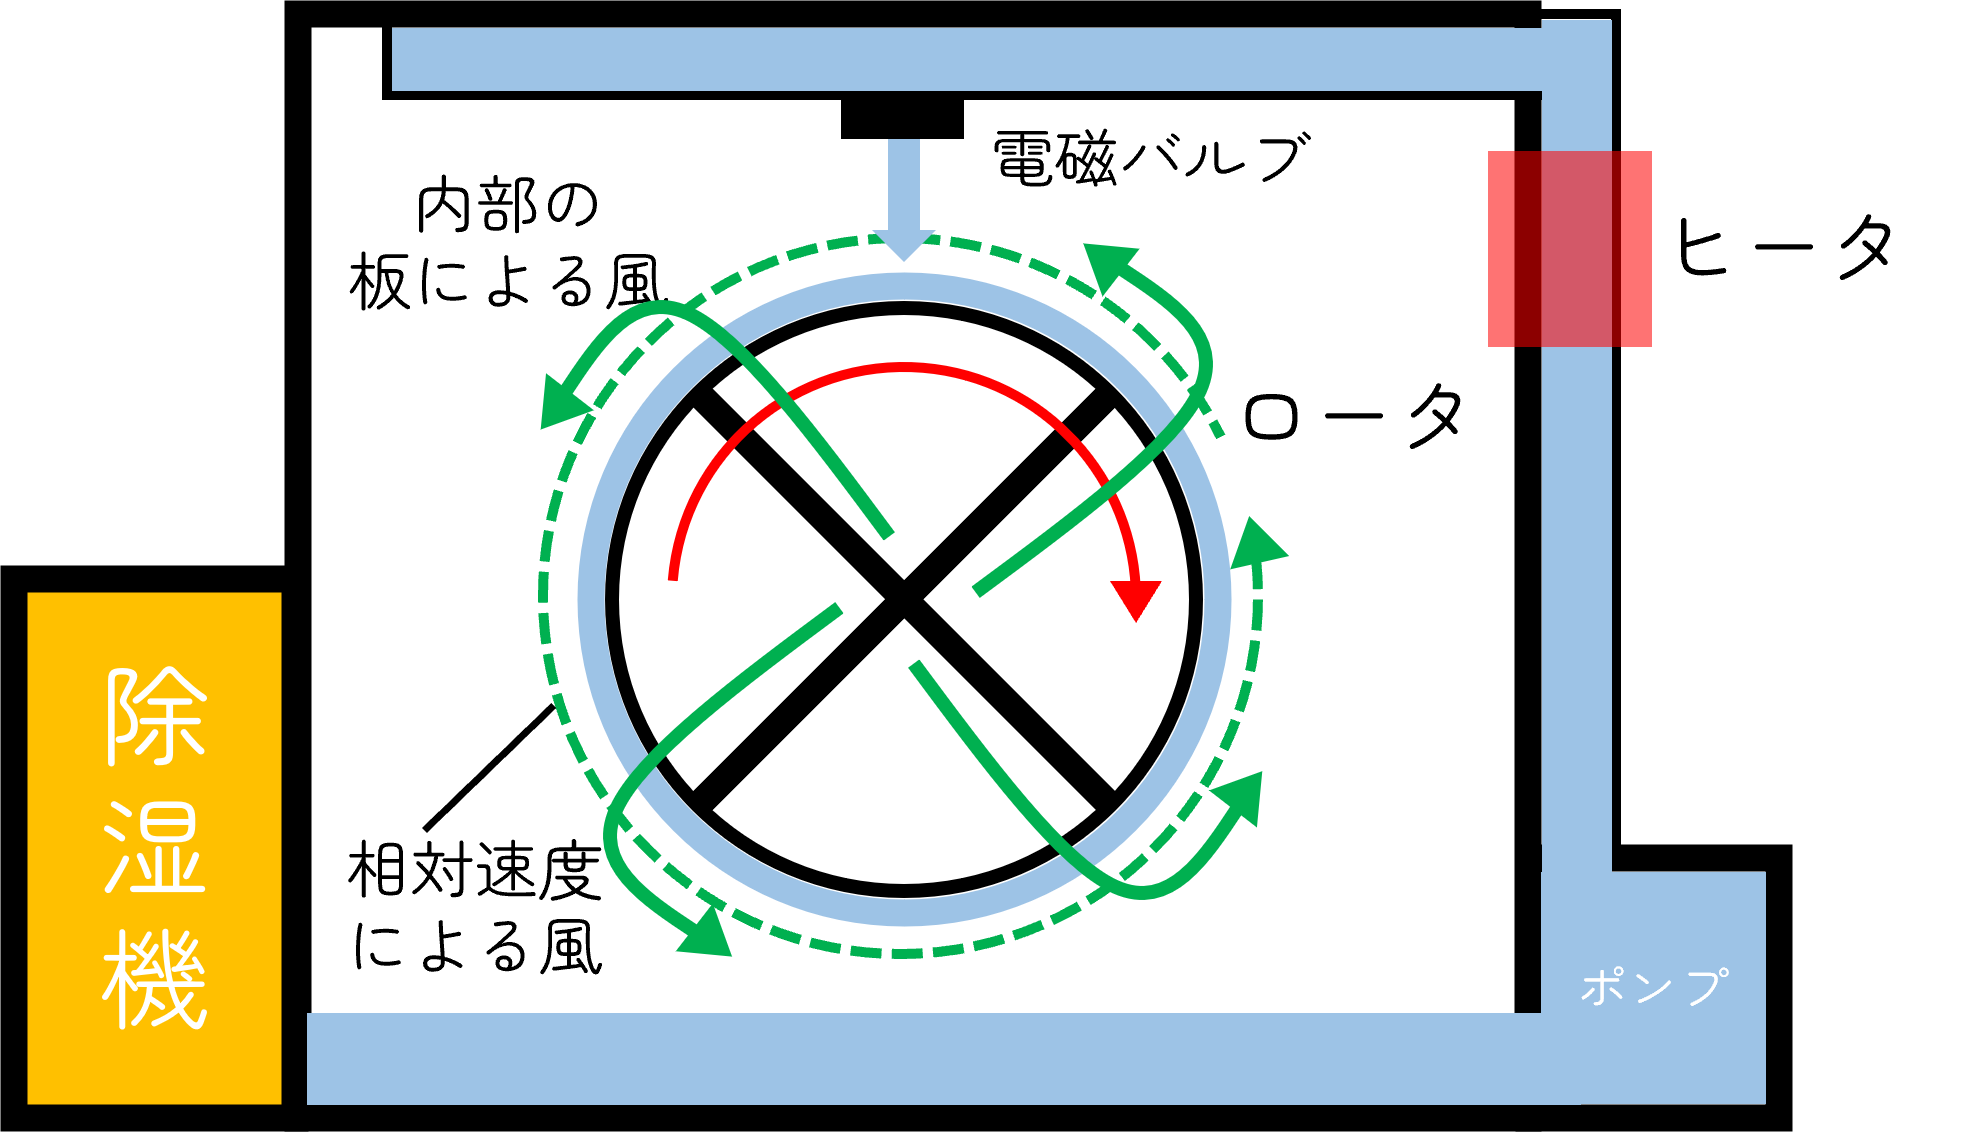 電磁バルブ
内部の
板による風
ヒータ
ロータ
除
湿
機
相対速度
による風
ポンプ